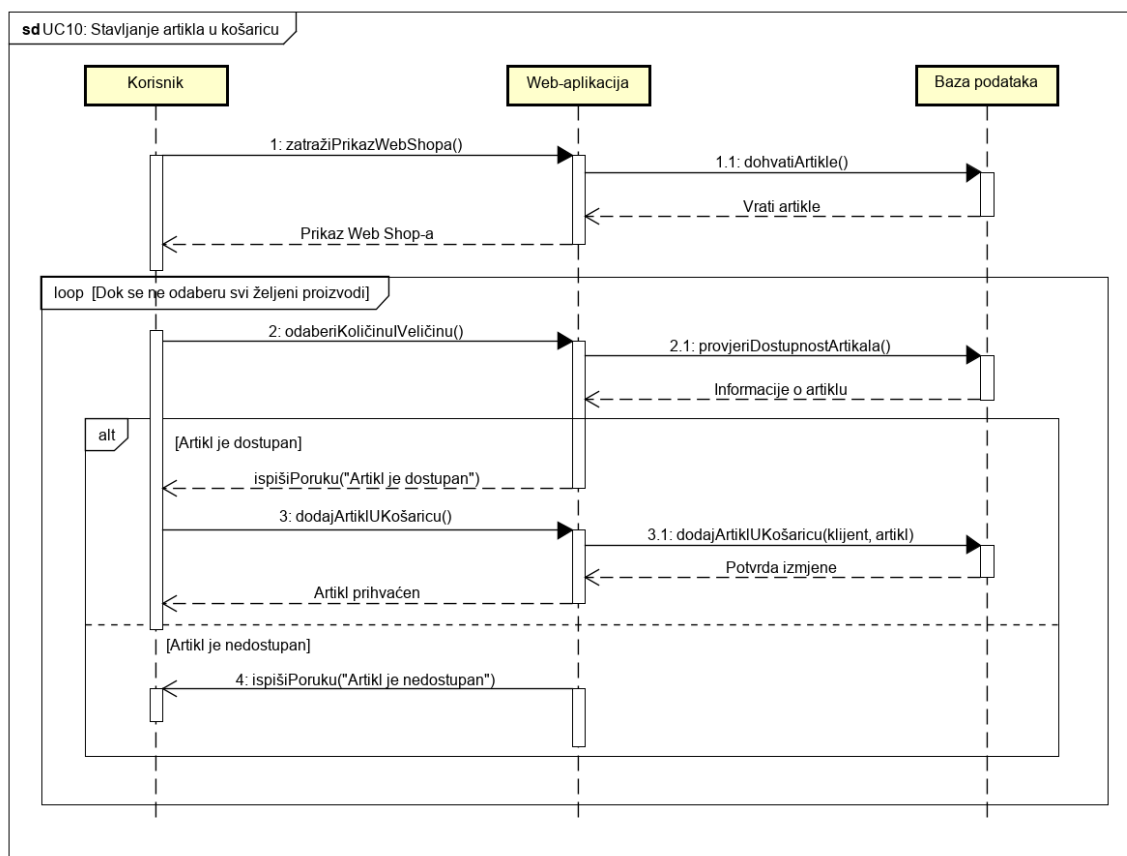 sd UC10: Stavljanje artikla u košaricu
Korisnik
Web-aplikacija
Baza podataka
1: zatražiPrikazWebShopa()
1.1: dohvatiArtikle()
Vrati artikle
Prikaz Web Shop-a
loop [Dok se ne odaberu svi željeni proizvodi]
2: odaberiKoličinuIVeličinu()
2.1: provjeriDostupnostArtikala()
Informacije o artiklu
alt
[Artikl je dostupan]
ispišiPoruku("Artikl je dostupan")
3: dodajArtiklUKošaricu()
3.1: dodajArtiklUKošaricu(klijent, artikl)
Potvrda izmjene
Artikl prihvaćen
[Artikl je nedostupan]
4: ispišiPoruku("Artikl je nedostupan")